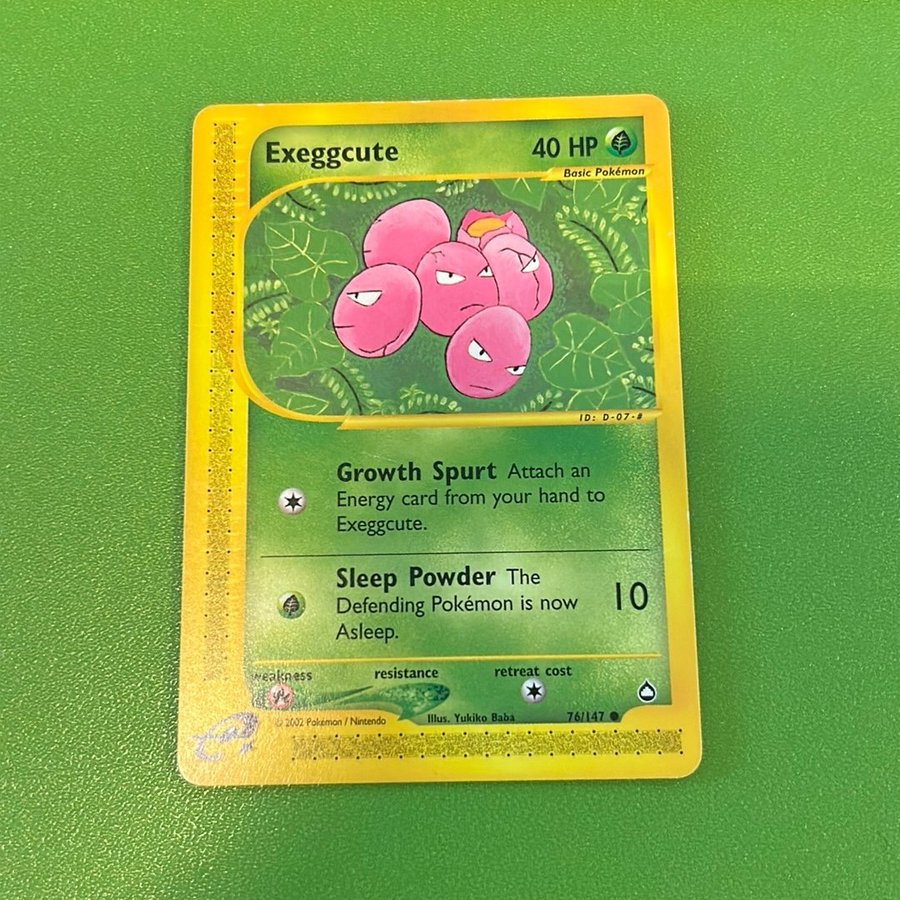 Exeggcute 40 HP
Basic Pokémon
ID: D-07-#
Growth Spurt Attach an
Energy card from your hand to
Exeggcute.
Sleep Powder The
Defending Pokémon is now
Asleep.
10
weakness resistance retreat cost
© 2002 Pokémon / Nintendo Illus. Yukiko Baba 76/147
e